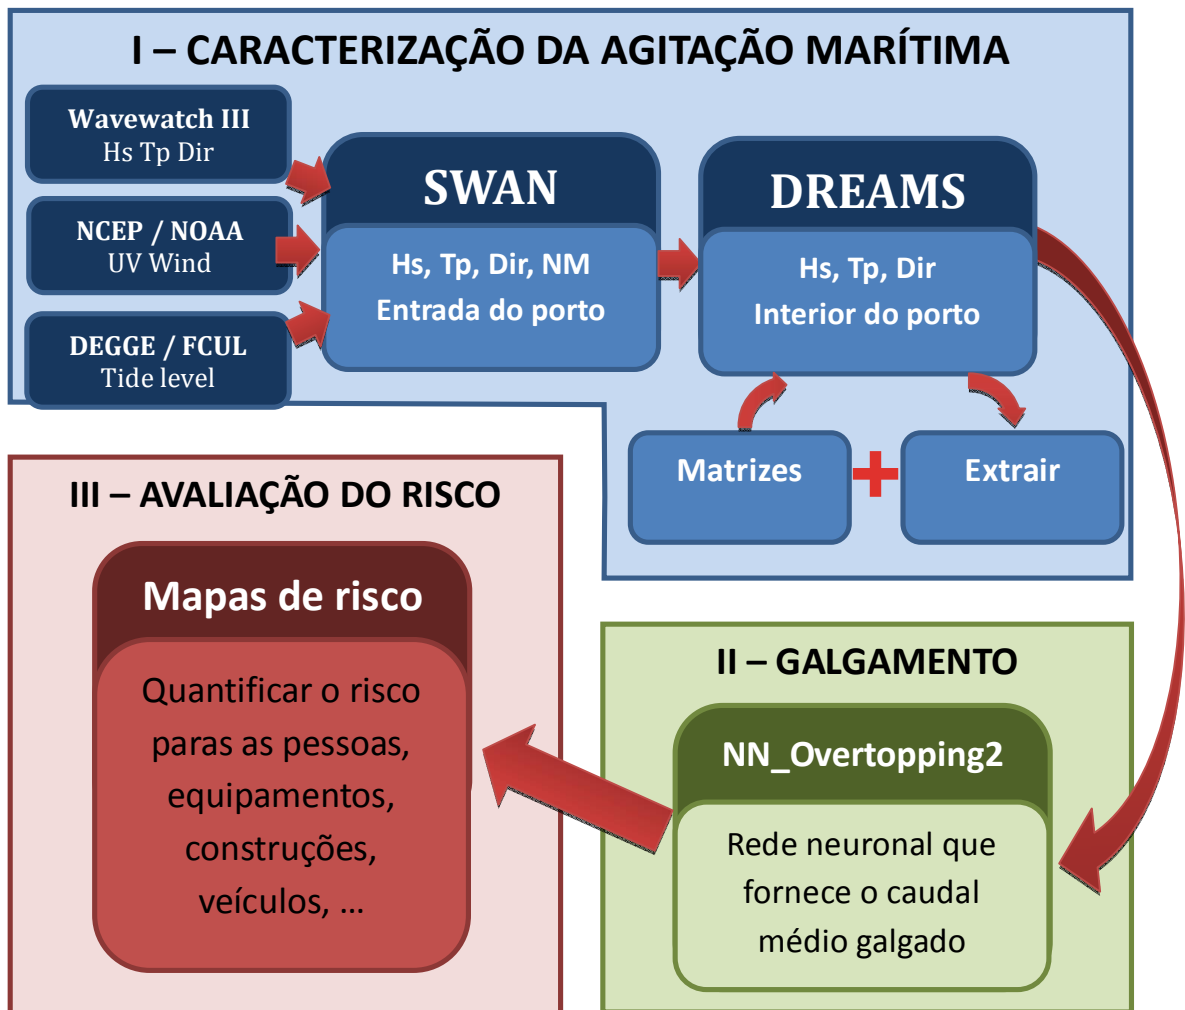 I – CARACTERIZAÇÃO DA AGITAÇÃO MARÍTIMA
Wavewatch III
Hs Tp Dir
NCEP / NOAA
UV Wind
DEGGE / FCUL
Tide level
SWAN
Hs, Tp, Dir, NM
Entrada do porto
DREAMS
Hs, Tp, Dir
Interior do porto
Matrizes
Extrair
II – GALGAMENTO
NN_Overtopping2
Rede neuronal que
fornece o caudal
médio galgado
III – AVALIAÇÃO DO RISCO
Mapas de risco
Quantificar o risco
paras as pessoas,
equipamentos,
construções,
veículos, ...